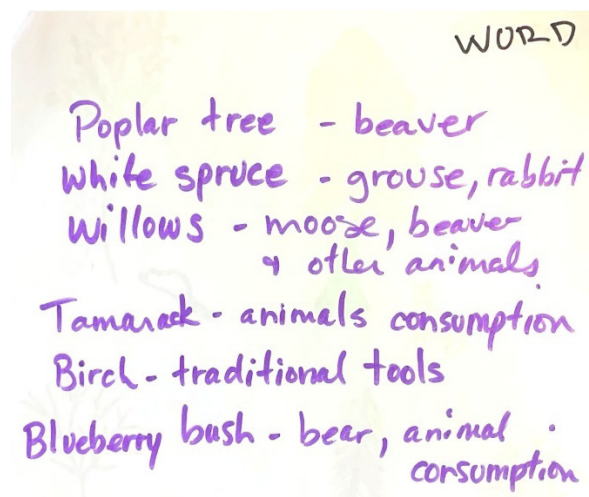 WORD
Poplar tree - beaver
White spruce - grouse, rabbit
Willows - moose, beaver
& other animals
Tamarack - animals consumption
Birch - traditional tools
Blueberry bush - bear, animal
consumption